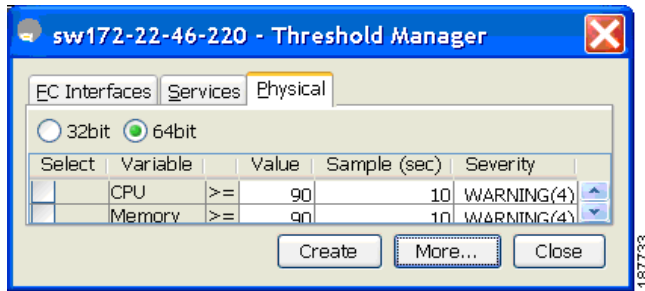 sw172-22-46-220 - Threshold Manager
FC Interfaces Services Physical
32bit 64bit
Select Variable Value Sample (sec) Severity
CPU >= 90 10 WARNING(4)
Memory >= 90 10 WARNING(4)
Create More... Close
187733